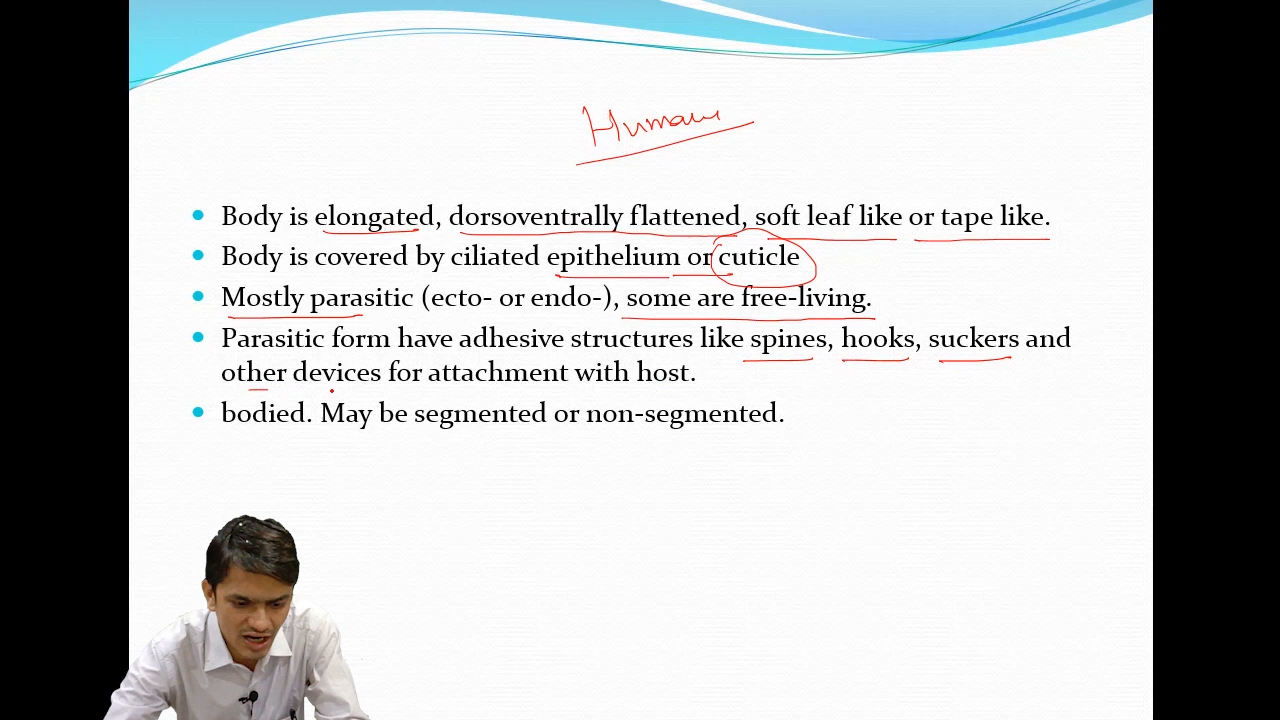 Human
Body is elongated, dorsoventrally flattened, soft leaf like or tape like.
Body is covered by ciliated epithelium or cuticle
Mostly parasitic (ecto- or endo-), some are free-living.
Parasitic form have adhesive structures like spines, hooks, suckers and
other devices for attachment with host.
bodied. May be segmented or non-segmented.